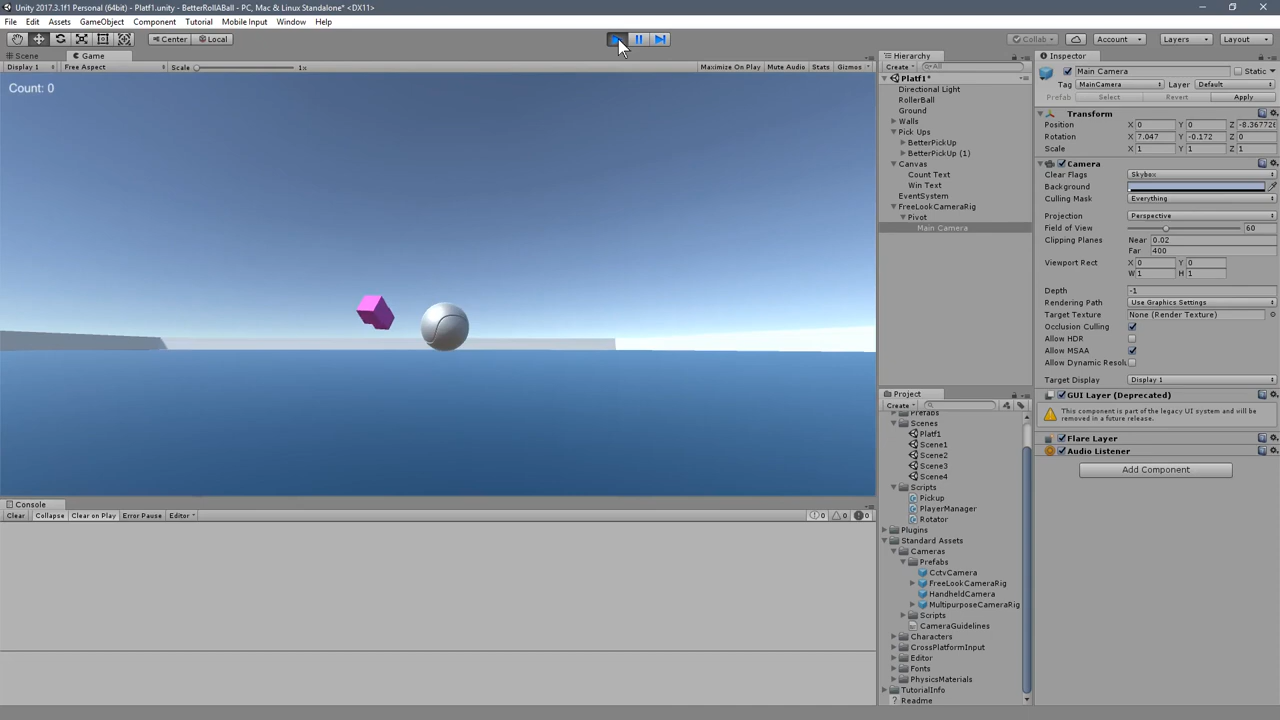 Unity 2017.3.1f1 Personal (64bit) - Platf1.unity - BetterRollABall - PC, Mac & Linux Standalone* <DX11>
File Edit Assets GameObject Component Tutorial Mobile Input Window Help
Center Local Collab Account Layers Layout
Scene Game
Display 1 Free Aspect Scale 1x Maximize On Play Mute Audio Stats Gizmos
Count: 0
Console
Clear Collapse Clear on Play Error Pause Editor 0 0 0
Hierarchy
Create All
Platf1*
Directional Light
RollerBall
Ground
Walls
Pick Ups
BetterPickUp
BetterPickUp (1)
Canvas
Count Text
Win Text
EventSystem
FreeLookCameraRig
Pivot
Main Camera
Project
Create
Prefabs
Scenes
Platf1
Scene1
Scene2
Scene3
Scene4
Scripts
Pickup
PlayerManager
Rotator
Plugins
Standard Assets
Cameras
Prefabs
CctvCamera
FreeLookCameraRig
HandheldCamera
MultipurposeCameraRig
Scripts
CameraGuidelines
Characters
CrossPlatformInput
Editor
Fonts
PhysicsMaterials
TutorialInfo
Readme
Inspector
Main Camera Static
Tag MainCamera Layer Default
Prefab Select Revert Apply
Transform
Position X 0 Y 0 Z -8.367726
Rotation X 7.047 Y -0.172 Z 0
Scale X 1 Y 1 Z 1
Camera
Clear Flags Skybox
Background
Culling Mask Everything
Projection Perspective
Field of View 60
Clipping Planes Near 0.02
Far 400
Viewport Rect X 0 Y 0
W 1 H 1
Depth -1
Rendering Path Use Graphics Settings
Target Texture None (Render Texture)
Occlusion Culling
Allow HDR
Allow MSAA
Allow Dynamic Resolu
Target Display Display 1
GUI Layer (Deprecated)
This component is part of the legacy UI system and will be
removed in a future release.
Flare Layer
Audio Listener
Add Component